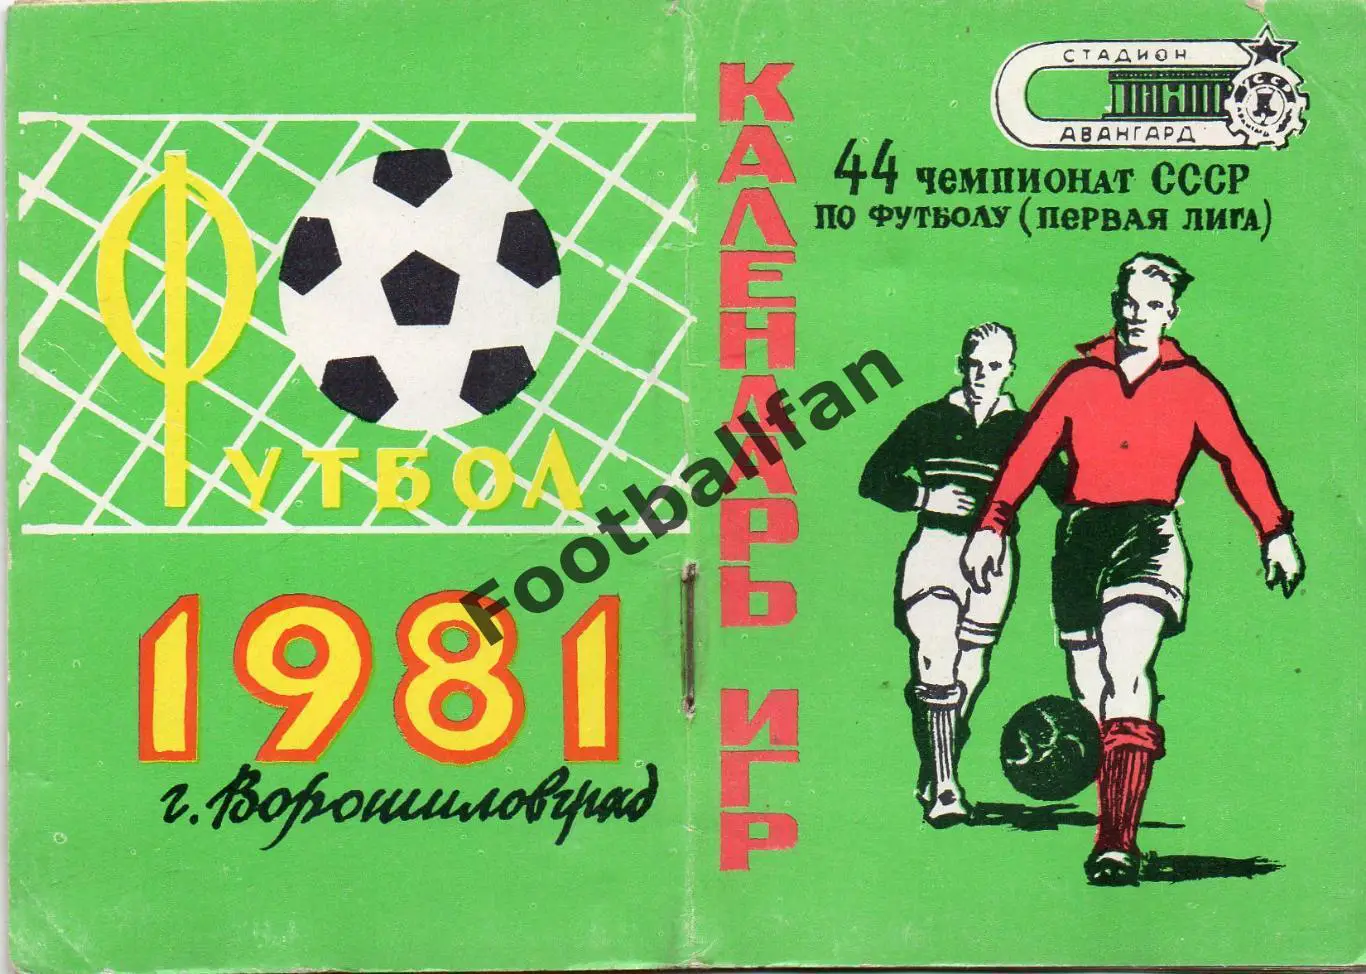 ФУТБОЛ
1981
г. Ворошиловград
КАЛЕНДАРЬ ИГР
СТАДИОН
АВАНГАРД
44 ЧЕМПИОНАТ СССР
ПО ФУТБОЛУ (ПЕРВАЯ ЛИГА)
Footballfan